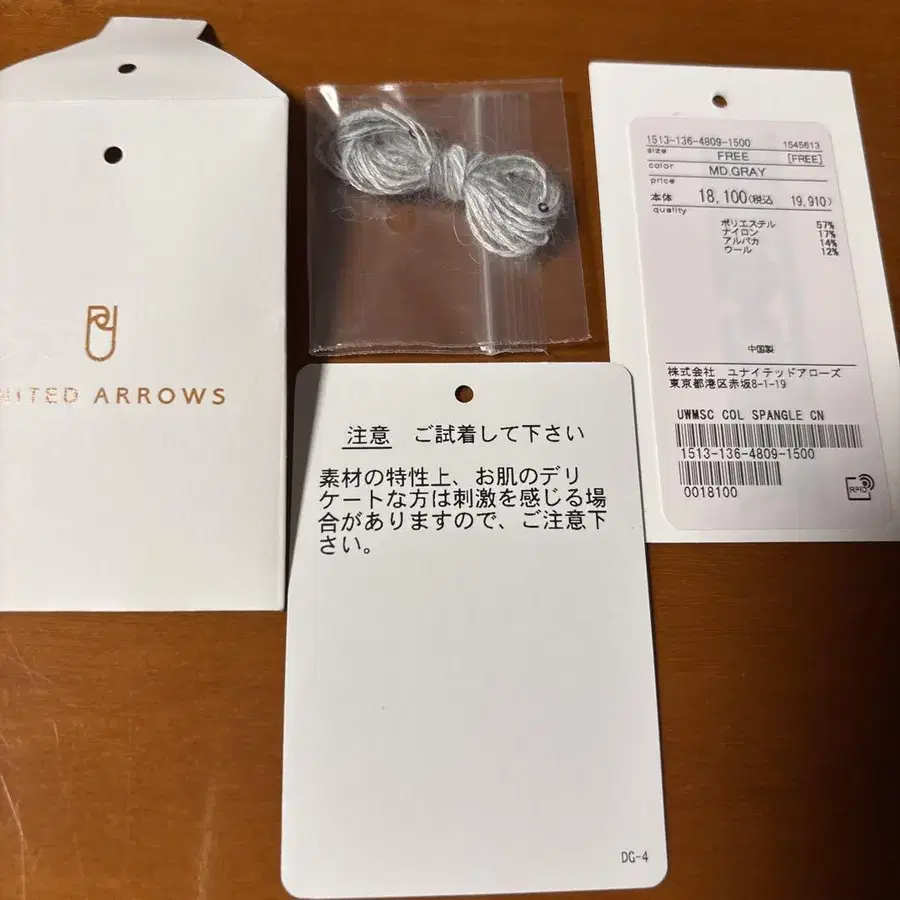 UNITED ARROWS
注意 ご試着して下さい
素材の特性上、お肌のデリ
ケートな方は刺激を感じる場
合がありますので、ご注意下
さい。
DG-4
1513-136-4809-1500 1545613
size FREE [FREE]
color MD.GRAY
price
本体 18,100(税込 19,910)
quality
ポリエステル 57%
ナイロン 17%
アルパカ 14%
ウール 12%
中国製
株式会社 ユナイテッドアローズ
東京都港区赤坂8-1-19
UWMSC COL SPANGLE CN
1513-136-4809-1500
0018100
RFID